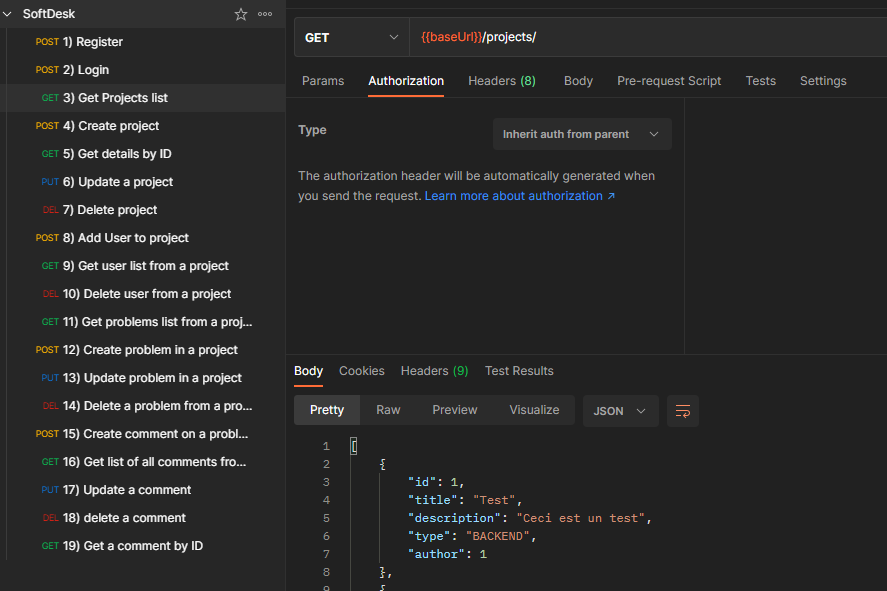 SoftDesk
POST 1) Register
POST 2) Login
GET 3) Get Projects list
POST 4) Create project
GET 5) Get details by ID
PUT 6) Update a project
DEL 7) Delete project
POST 8) Add User to project
GET 9) Get user list from a project
DEL 10) Delete user from a project
GET 11) Get problems list from a proj...
POST 12) Create problem in a project
PUT 13) Update problem in a project
DEL 14) Delete a problem from a pro...
POST 15) Create comment on a probl...
GET 16) Get list of all comments fro...
PUT 17) Update a comment
DEL 18) delete a comment
GET 19) Get a comment by ID
GET {{baseUrl}}/projects/
Params Authorization Headers (8) Body Pre-request Script Tests Settings
Type Inherit auth from parent
The authorization header will be automatically generated when
you send the request. Learn more about authorization ↗
Body Cookies Headers (9) Test Results
Pretty Raw Preview Visualize JSON
1 [
2 {
3 "id": 1,
4 "title": "Test",
5 "description": "Ceci est un test",
6 "type": "BACKEND",
7 "author": 1
8 },
9 {